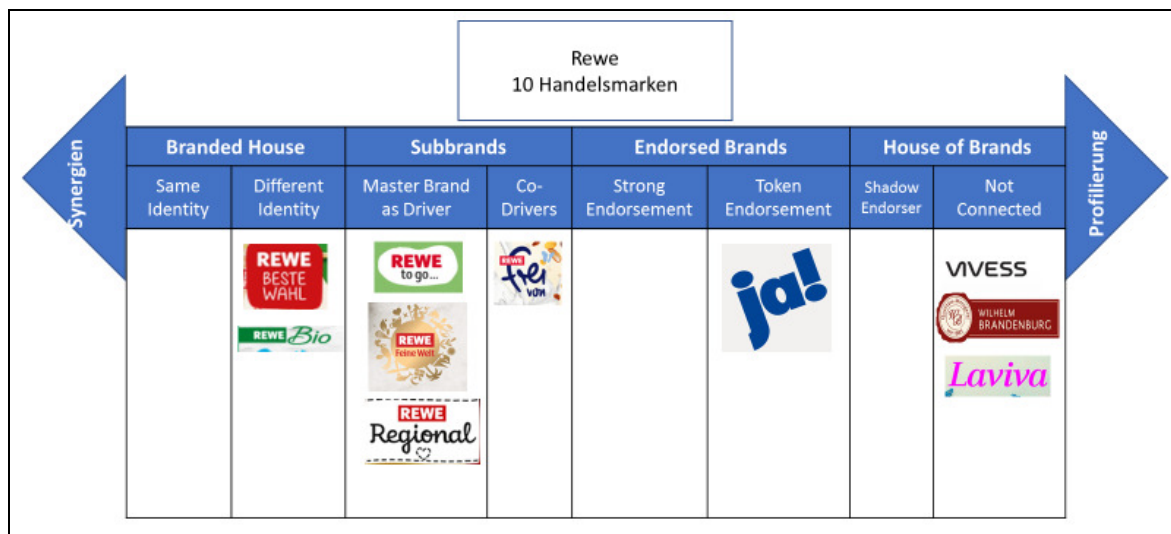 Rewe
10 Handelsmarken
Synergien
Branded House
Subbrands
Endorsed Brands
House of Brands
Profilierung
Same
Identity
Different
Identity
Master Brand
as Driver
Co-
Drivers
Strong
Endorsement
Token
Endorsement
Shadow
Endorser
Not
Connected
REWE
BESTE
WAHL
REWE Bio
REWE
to go...
REWE
Feine Welt
REWE
Regional
REWE
frei
von
ja!
VIVESS
WILHELM
BRANDENBURG
Laviva